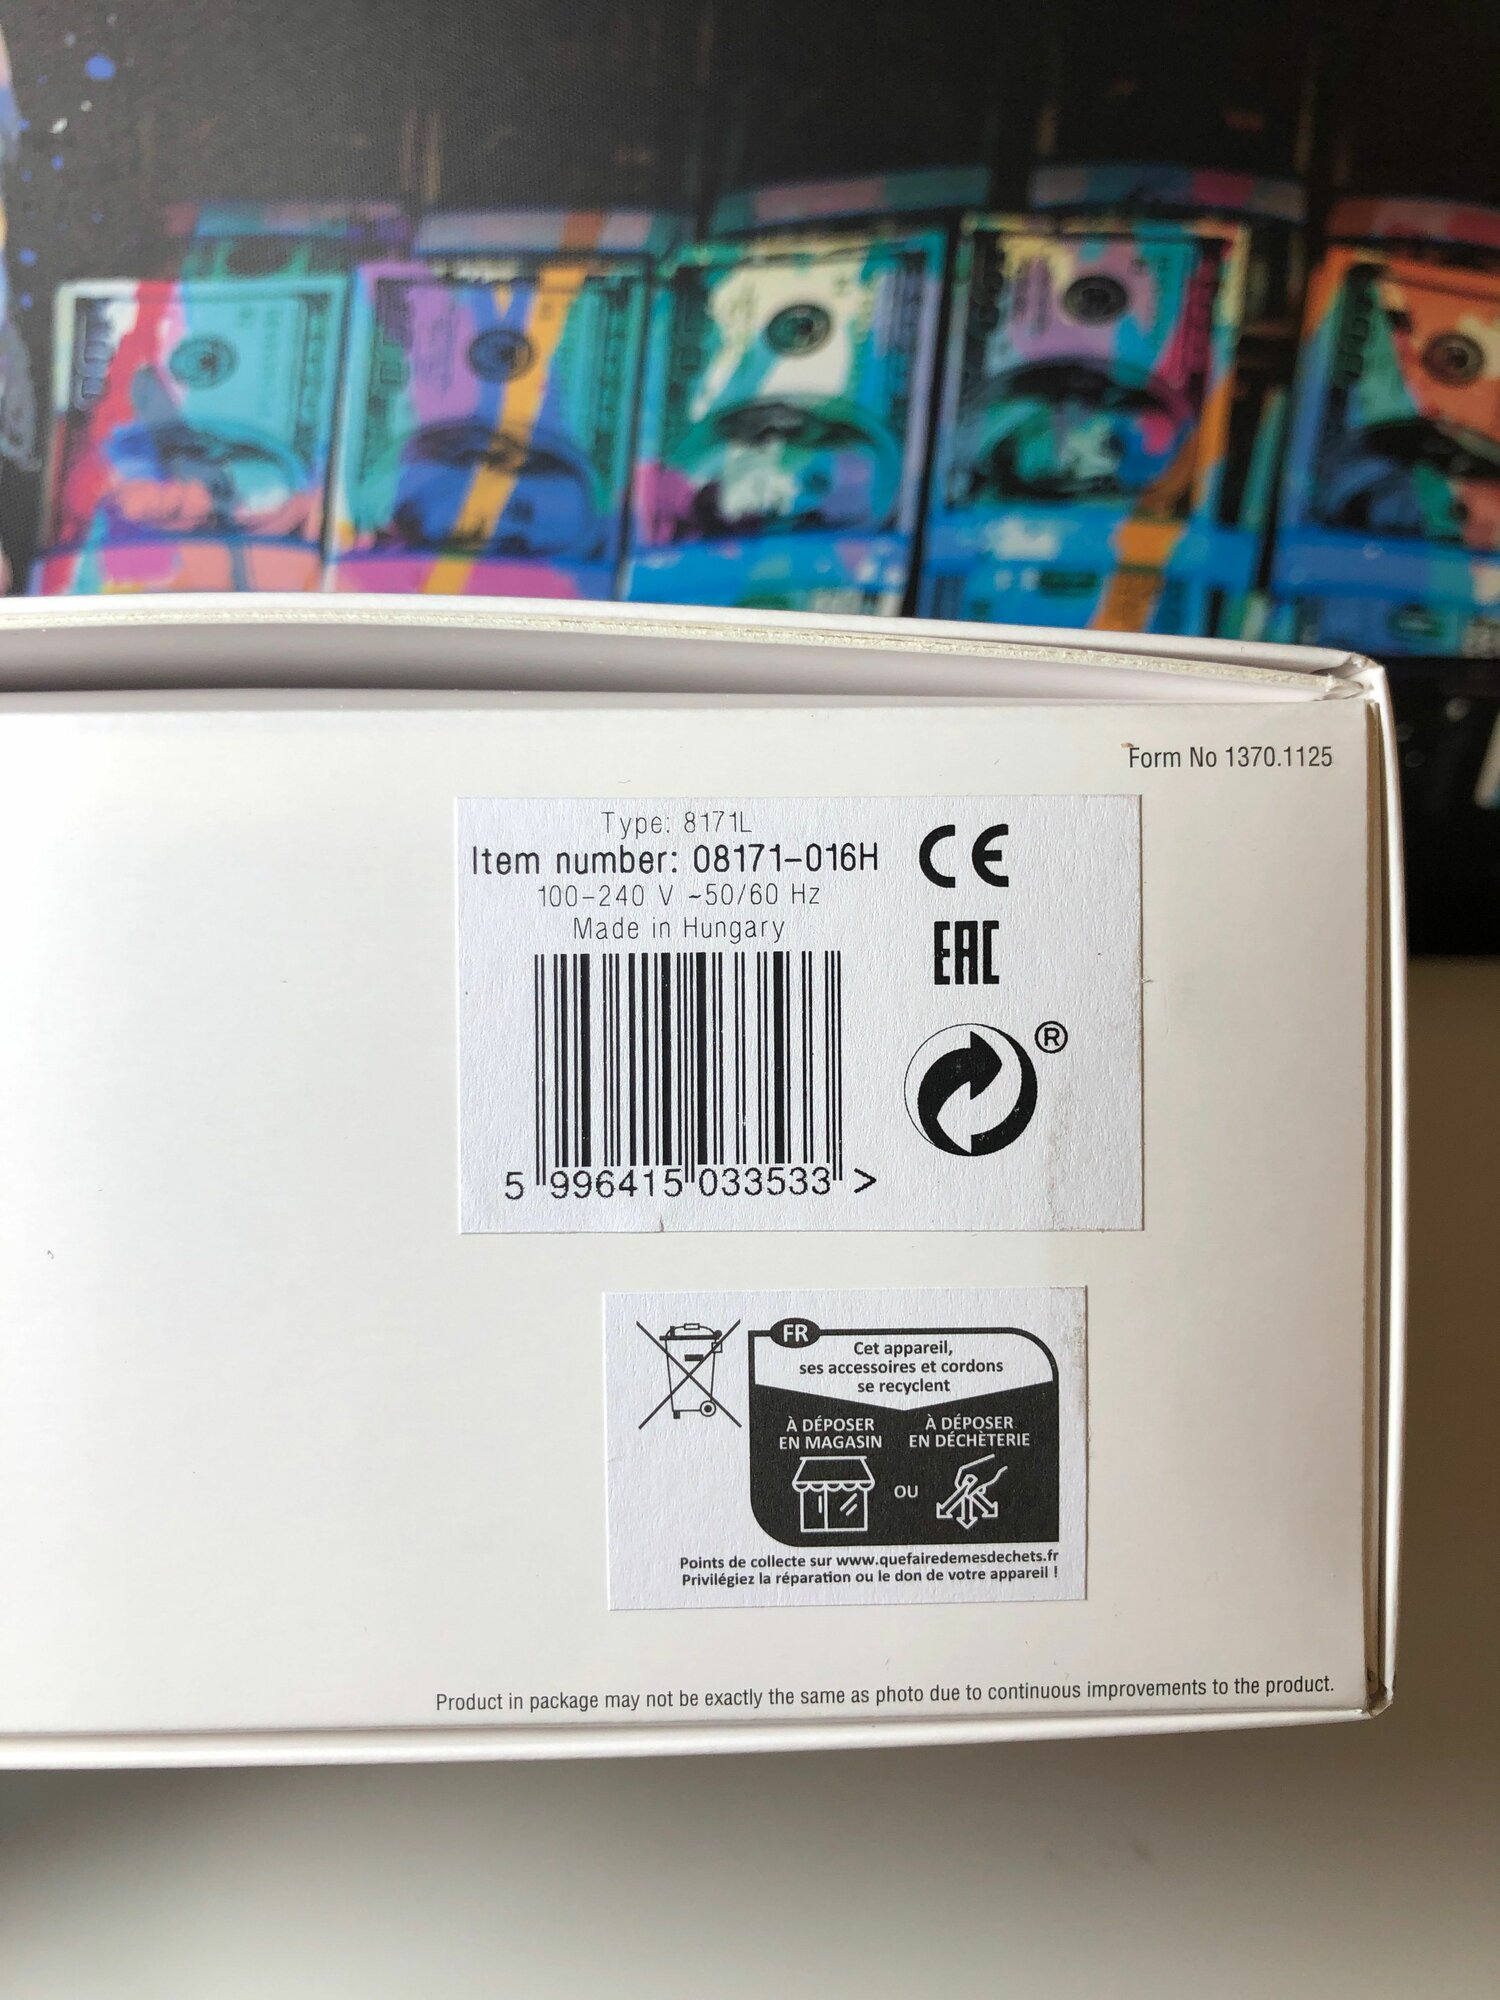 Form No 1370.1125
Type: 8171L
Item number: 08171-016H
100-240 V ~50/60 Hz
Made in Hungary
CE
EAC
®
5 996415 033533 >
FR
Cet appareil,
ses accessoires et cordons
se recyclent
À DÉPOSER
EN MAGASIN
OU
À DÉPOSER
EN DÉCHÈTERIE
Points de collecte sur www.quefairedemesdechets.fr
Privilégiez la réparation ou le don de votre appareil !
Product in package may not be exactly the same as photo due to continuous improvements to the product.